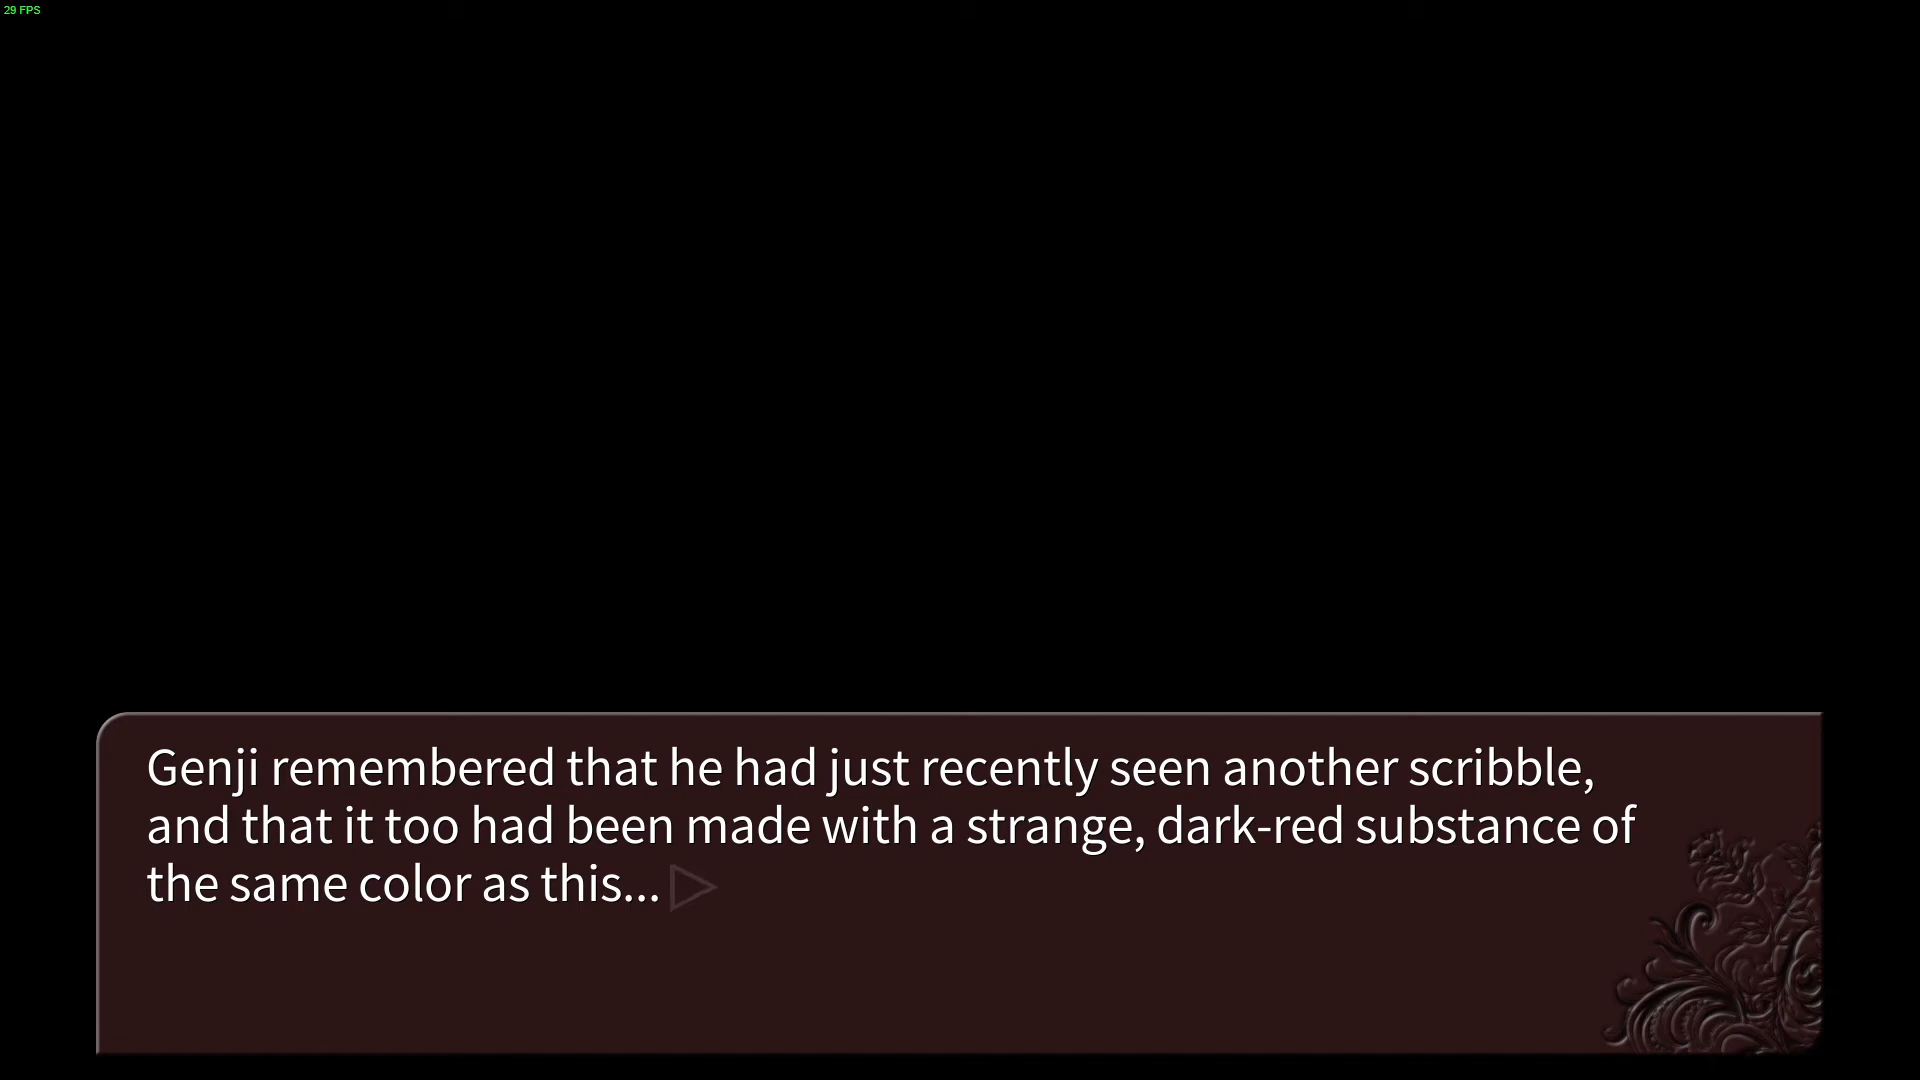 29 FPS
Genji remembered that he had just recently seen another scribble,
and that it too had been made with a strange, dark-red substance of
the same color as this...